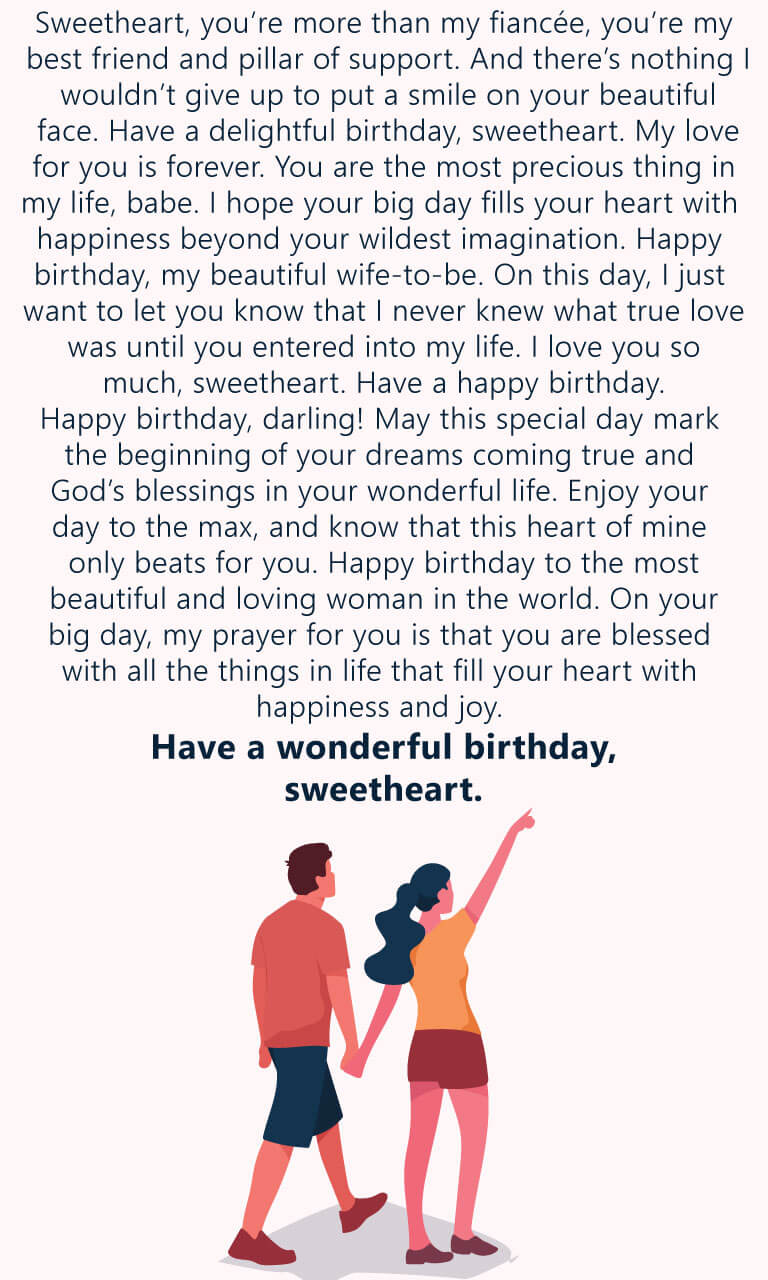 Sweetheart, you’re more than my fiancée, you’re my
best friend and pillar of support. And there’s nothing I
wouldn’t give up to put a smile on your beautiful
face. Have a delightful birthday, sweetheart. My love
for you is forever. You are the most precious thing in
my life, babe. I hope your big day fills your heart with
happiness beyond your wildest imagination. Happy
birthday, my beautiful wife-to-be. On this day, I just
want to let you know that I never knew what true love
was until you entered into my life. I love you so
much, sweetheart. Have a happy birthday.
Happy birthday, darling! May this special day mark
the beginning of your dreams coming true and
God’s blessings in your wonderful life. Enjoy your
day to the max, and know that this heart of mine
only beats for you. Happy birthday to the most
beautiful and loving woman in the world. On your
big day, my prayer for you is that you are blessed
with all the things in life that fill your heart with
happiness and joy.
Have a wonderful birthday,
sweetheart.